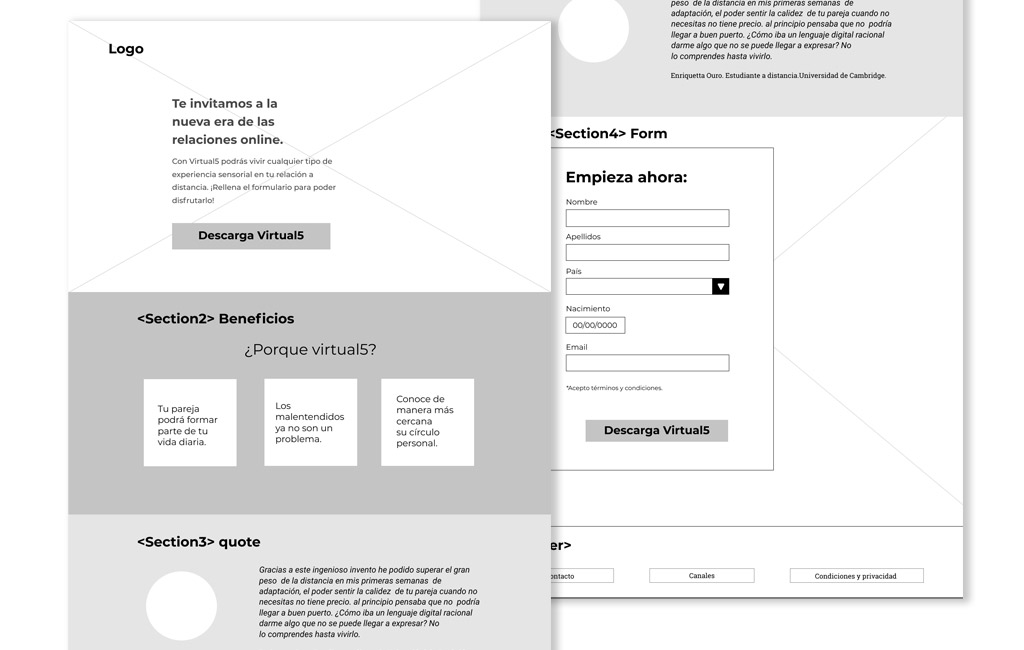 Logo
Te invitamos a la
nueva era de las
relaciones online.
Con Virtual5 podrás vivir cualquier tipo de
experiencia sensorial en tu relación a
distancia. ¡Rellena el formulario para poder
disfrutarlo!
Descarga Virtual5
<Section2> Beneficios
¿Porque virtual5?
Tu pareja
podrá formar
parte de tu
vida diaria.
Los
malentendidos
ya no son un
problema.
Conoce de
manera más
cercana
su círculo
personal.
<Section3> quote
Gracias a este ingenioso invento he podido superar el gran
peso de la distancia en mis primeras semanas de
adaptación, el poder sentir la calidez de tu pareja cuando no
necesitas no tiene precio. al principio pensaba que no podría
llegar a buen puerto. ¿Cómo iba un lenguaje digital racional
darme algo que no se puede llegar a expresar? No
lo comprendes hasta vivirlo.
peso de la distancia en mis primeras semanas de
adaptación, el poder sentir la calidez de tu pareja cuando no
necesitas no tiene precio. al principio pensaba que no podría
llegar a buen puerto. ¿Cómo iba un lenguaje digital racional
darme algo que no se puede llegar a expresar? No
lo comprendes hasta vivirlo.
Enriquetta Ouro. Estudiante a distancia.Universidad de Cambridge.
<Section4> Form
Empieza ahora:
Nombre
Apellidos
País
Nacimiento
00/00/0000
Email
*Acepto términos y condiciones.
Descarga Virtual5
er>
ontacto
Canales
Condiciones y privacidad